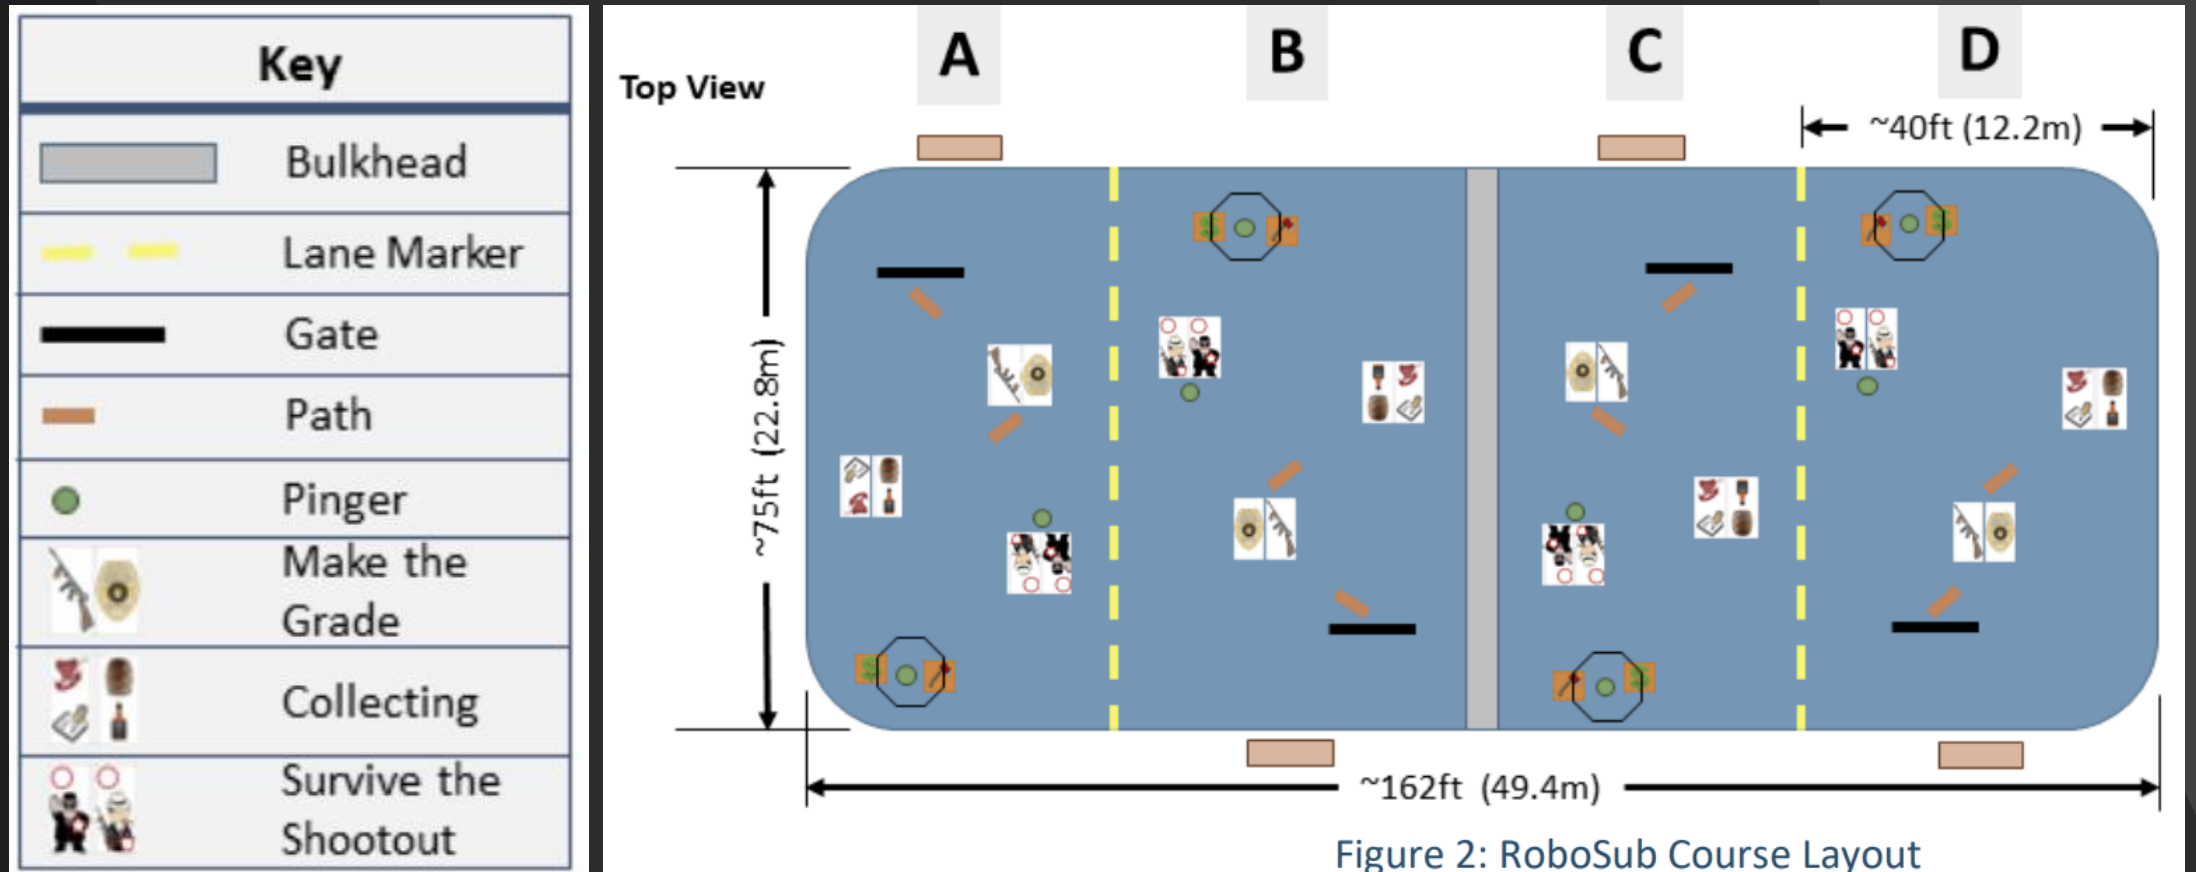 Key
Bulkhead
Lane Marker
Gate
Path
Pinger
Make the
Grade
Collecting
Survive the
Shootout
A
B
C
D
Top View
~40ft (12.2m)
~75ft (22.8m)
~162ft (49.4m)
Figure 2: RoboSub Course Layout